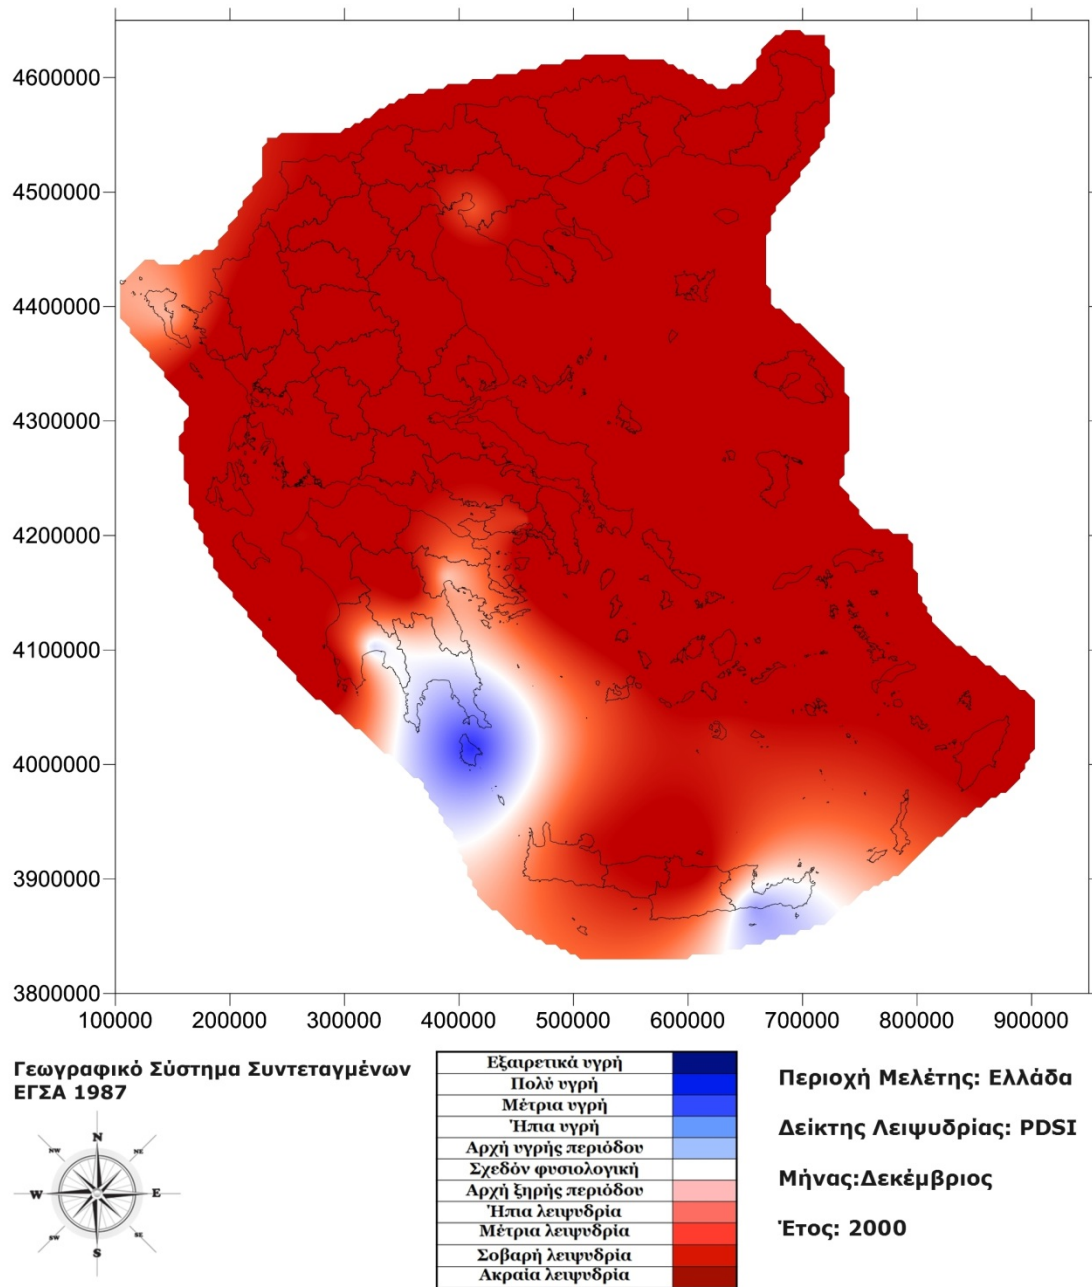 4600000
4500000
4400000
4300000
4200000
4100000
4000000
3900000
3800000
100000 200000 300000 400000 500000 600000 700000 800000 900000
Γεωγραφικό Σύστημα Συντεταγμένων
ΕΓΣΑ 1987
N
NW NE
W E
SW SE
S
Εξαιρετικά υγρή
Πολύ υγρή
Μέτρια υγρή
Ήπια υγρή
Αρχή υγρής περιόδου
Σχεδόν φυσιολογική
Αρχή ξηρής περιόδου
Ήπια λειψυδρία
Μέτρια λειψυδρία
Σοβαρή λειψυδρία
Ακραία λειψυδρία
Περιοχή Μελέτης: Ελλάδα
Δείκτης Λειψυδρίας: PDSI
Μήνας:Δεκέμβριος
Έτος: 2000